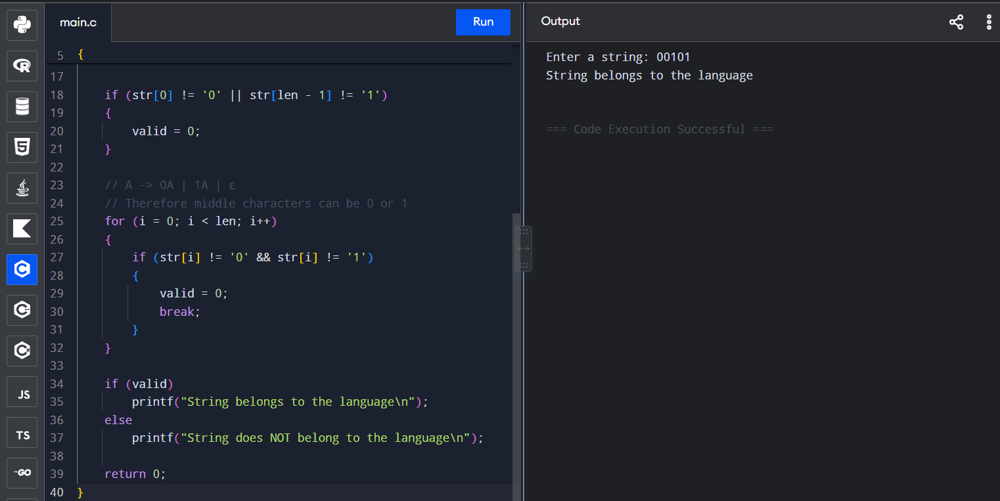 main.c
Run
5 {
17
18 if (str[0] != '0' || str[len - 1] != '1')
19 {
20 valid = 0;
21 }
22
23 // A -> 0A | 1A | ε
24 // Therefore middle characters can be 0 or 1
25 for (i = 0; i < len; i++)
26 {
27 if (str[i] != '0' && str[i] != '1')
28 {
29 valid = 0;
30 break;
31 }
32 }
33
34 if (valid)
35 printf("String belongs to the language\n");
36 else
37 printf("String does NOT belong to the language\n");
38
39 return 0;
40 }
Output
Enter a string: 00101
String belongs to the language
=== Code Execution Successful ===
R
5
C
C++
C#
JS
TS
GO